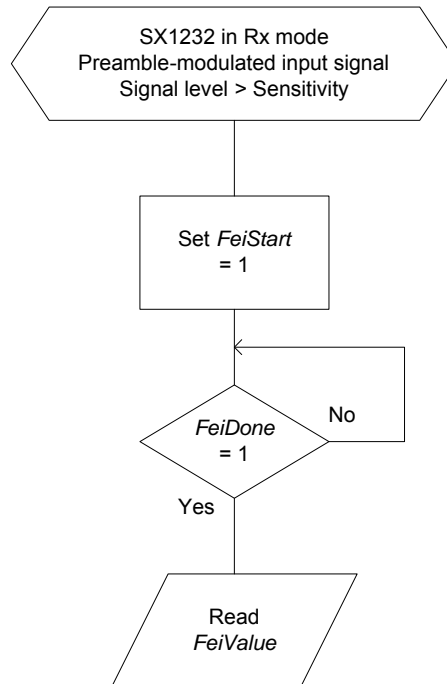 SX1232 in Rx mode
Preamble-modulated input signal
Signal level > Sensitivity
Set FeiStart
= 1
No
FeiDone
= 1
Yes
Read
FeiValue